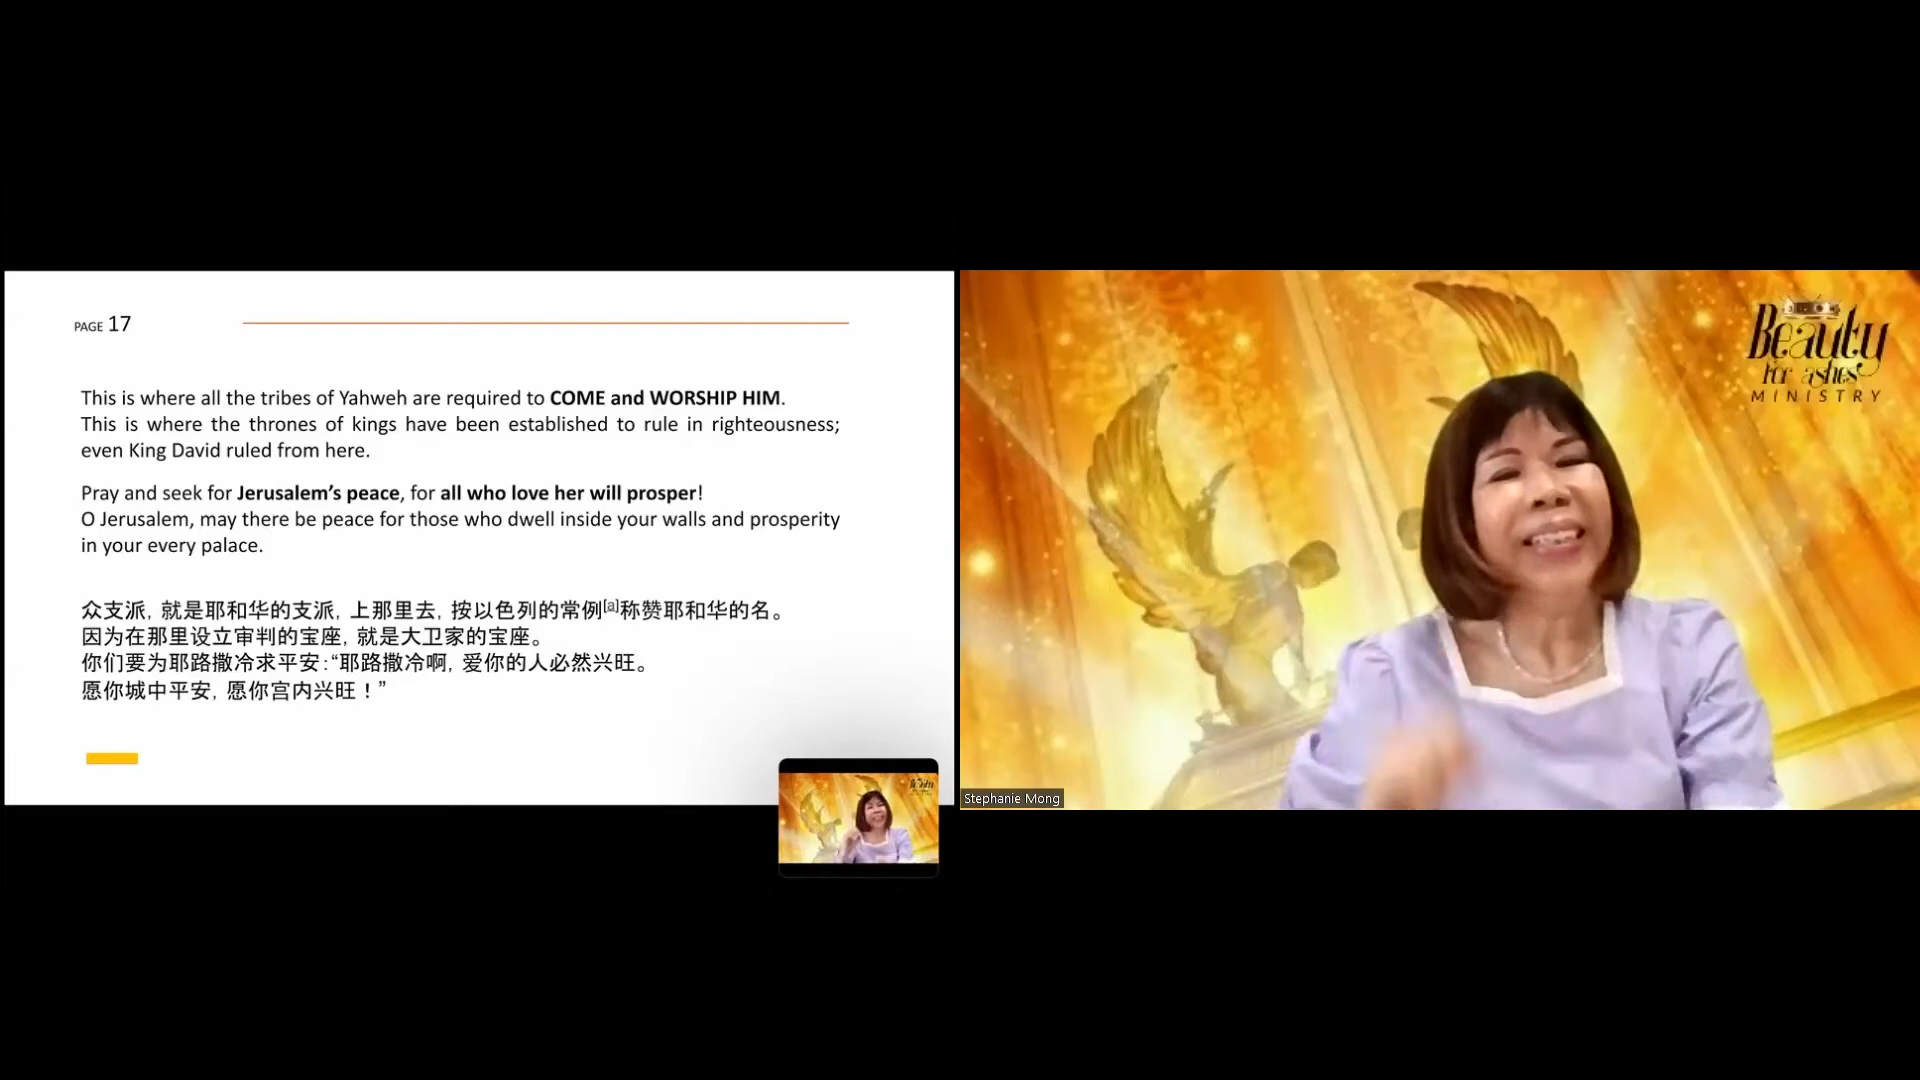 PAGE 17
This is where all the tribes of Yahweh are required to COME and WORSHIP HIM.
This is where the thrones of kings have been established to rule in righteousness;
even King David ruled from here.
Pray and seek for Jerusalem’s peace, for all who love her will prosper!
O Jerusalem, may there be peace for those who dwell inside your walls and prosperity
in your every palace.
众支派，就是耶和华的支派，上那里去，按以色列的常例[a]称赞耶和华的名。
因为在那里设立审判的宝座，就是大卫家的宝座。
你们要为耶路撒冷求平安：“耶路撒冷啊，爱你的人必然兴旺。
愿你城中平安，愿你宫内兴旺！”
Beauty
For ashes
MINISTRY
Stephanie Mong